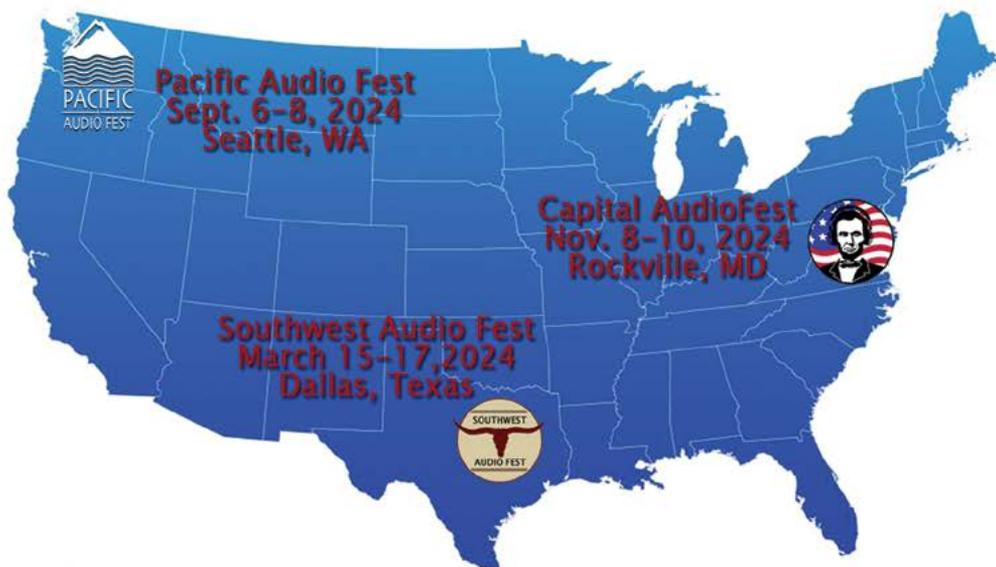 PACIFIC
AUDIO FEST
Pacific Audio Fest
Sept. 6-8, 2024
Seattle, WA
Capital AudioFest
Nov. 8-10, 2024
Rockville, MD
Southwest Audio Fest
March 15-17,2024
Dallas, Texas
SOUTHWEST
AUDIO FEST